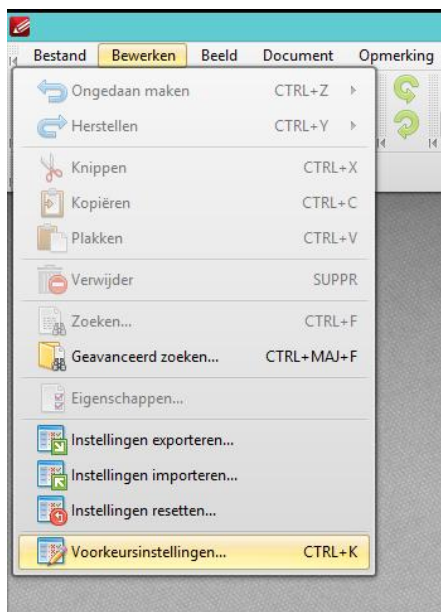 Bestand Bewerken Beeld Document Opmerking
Ongedaan maken CTRL+Z
Herstellen CTRL+Y
Knippen CTRL+X
Kopiëren CTRL+C
Plakken CTRL+V
Verwijder SUPPR
Zoeken... CTRL+F
Geavanceerd zoeken... CTRL+MAJ+F
Eigenschappen...
Instellingen exporteren...
Instellingen importeren...
Instellingen resetten...
Voorkeursinstellingen... CTRL+K